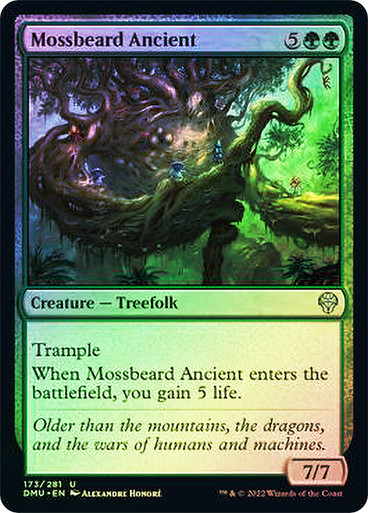 Mossbeard Ancient 5
Creature — Treefolk
Trample
When Mossbeard Ancient enters the
battlefield, you gain 5 life.
Older than the mountains, the dragons,
and the wars of humans and machines.
7/7
173/281 U
DMU • EN Alexandre Honoré
™ & © 2022 Wizards of the Coast